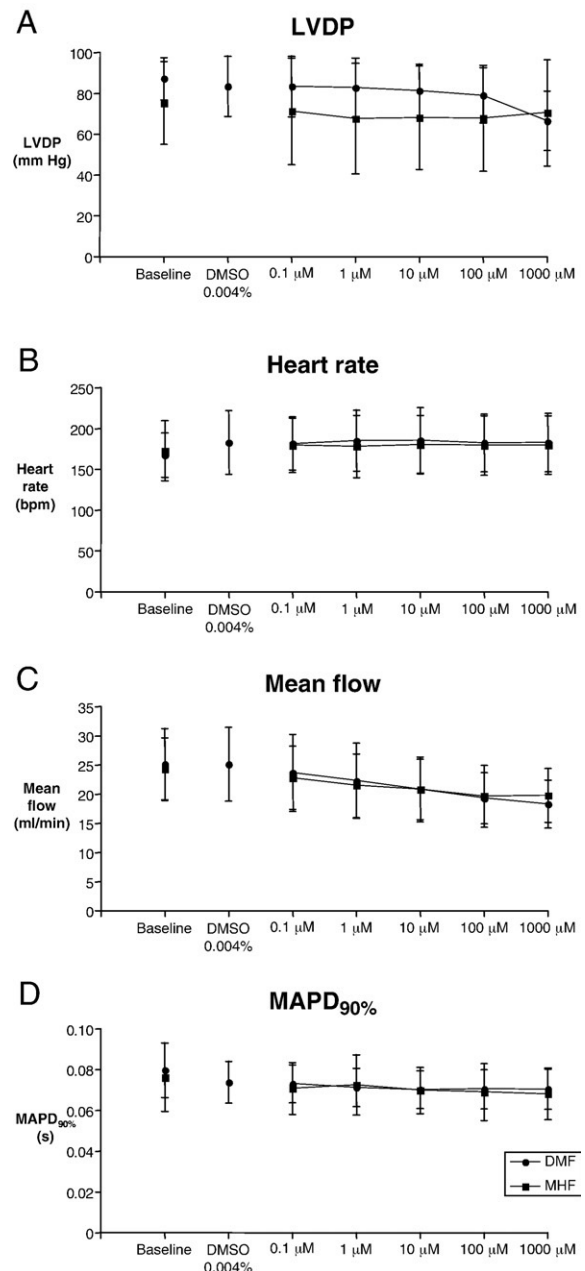 A
LVDP
100
80
60
40
20
0
LVDP
(mm Hg)
Baseline DMSO 0.1 μM 1 μM 10 μM 100 μM 1000 μM
0.004%
B
Heart rate
250
200
150
100
50
0
Heart
rate
(bpm)
Baseline DMSO 0.1 μM 1 μM 10 μM 100 μM 1000 μM
0.004%
C
Mean flow
35
30
25
20
15
10
5
0
Mean
flow
(ml/min)
Baseline DMSO 0.1 μM 1 μM 10 μM 100 μM 1000 μM
0.004%
D
MAPD90%
0.10
0.08
0.06
0.04
0.02
0
MAPD90%
(s)
DMF
MHF
Baseline DMSO 0.1 μM 1 μM 10 μM 100 μM 1000 μM
0.004%